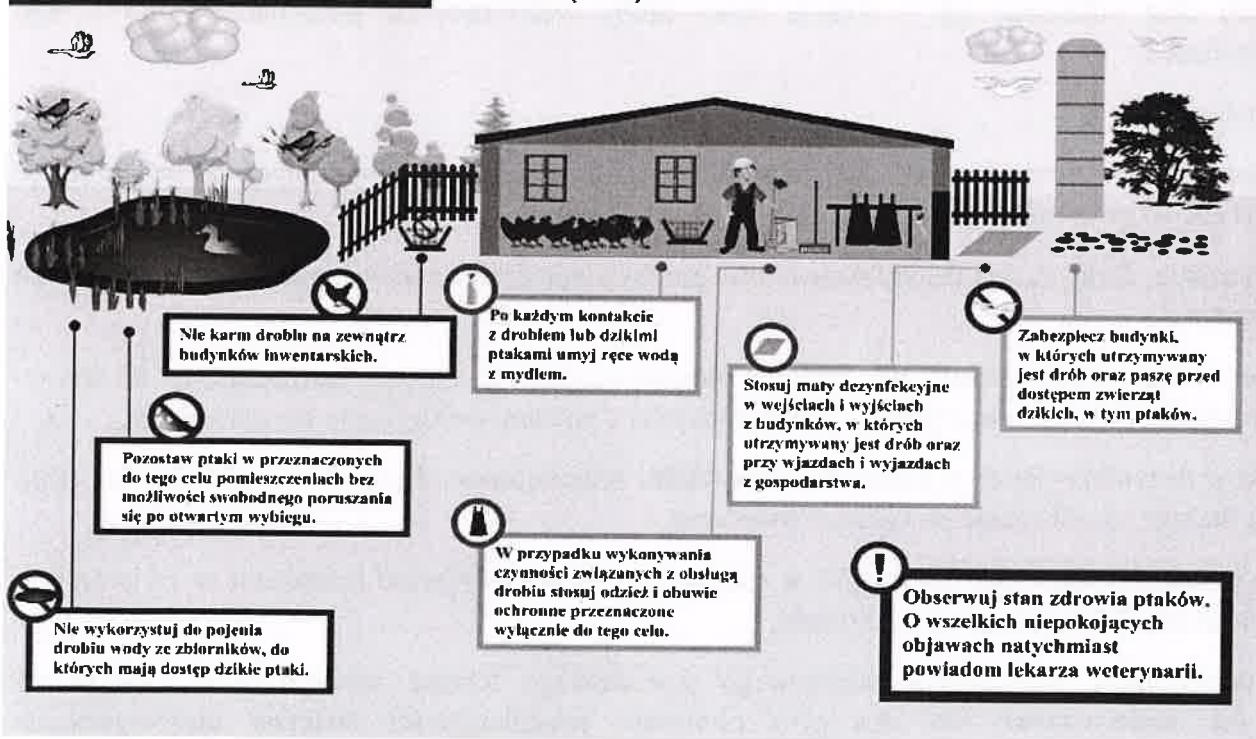 Nie karm drobiu na zewnątrz
budynków inwentarskich.
Po każdym kontakcie
z drobiem lub dzikimi
ptakami umyj ręce wodą
z mydłem.
Stosuj maty dezynfekcyjne
w wejściach i wyjściach
z budynków, w których
utrzymywany jest drób oraz
przy wjazdach i wyjazdach
z gospodarstwa.
Zabezpiecz budynki,
w których utrzymywany
jest drób oraz paszę przed
dostępem zwierząt
dzikich, w tym ptaków.
Pozostaw ptaki w przeznaczonych
do tego celu pomieszczeniach bez
możliwości swobodnego poruszania
się po otwartym wybiegu.
W przypadku wykonywania
czynności związanych z obsługą
drobiu stosuj odzież i obuwie
ochronne przeznaczone
wyłącznie do tego celu.
Nie wykorzystuj do pojenia
drobiu wody ze zbiorników, do
których mają dostęp dzikie ptaki.
!
Obserwuj stan zdrowia ptaków.
O wszelkich niepokojących
objawach natychmiast
powiadom lekarza weterynarii.